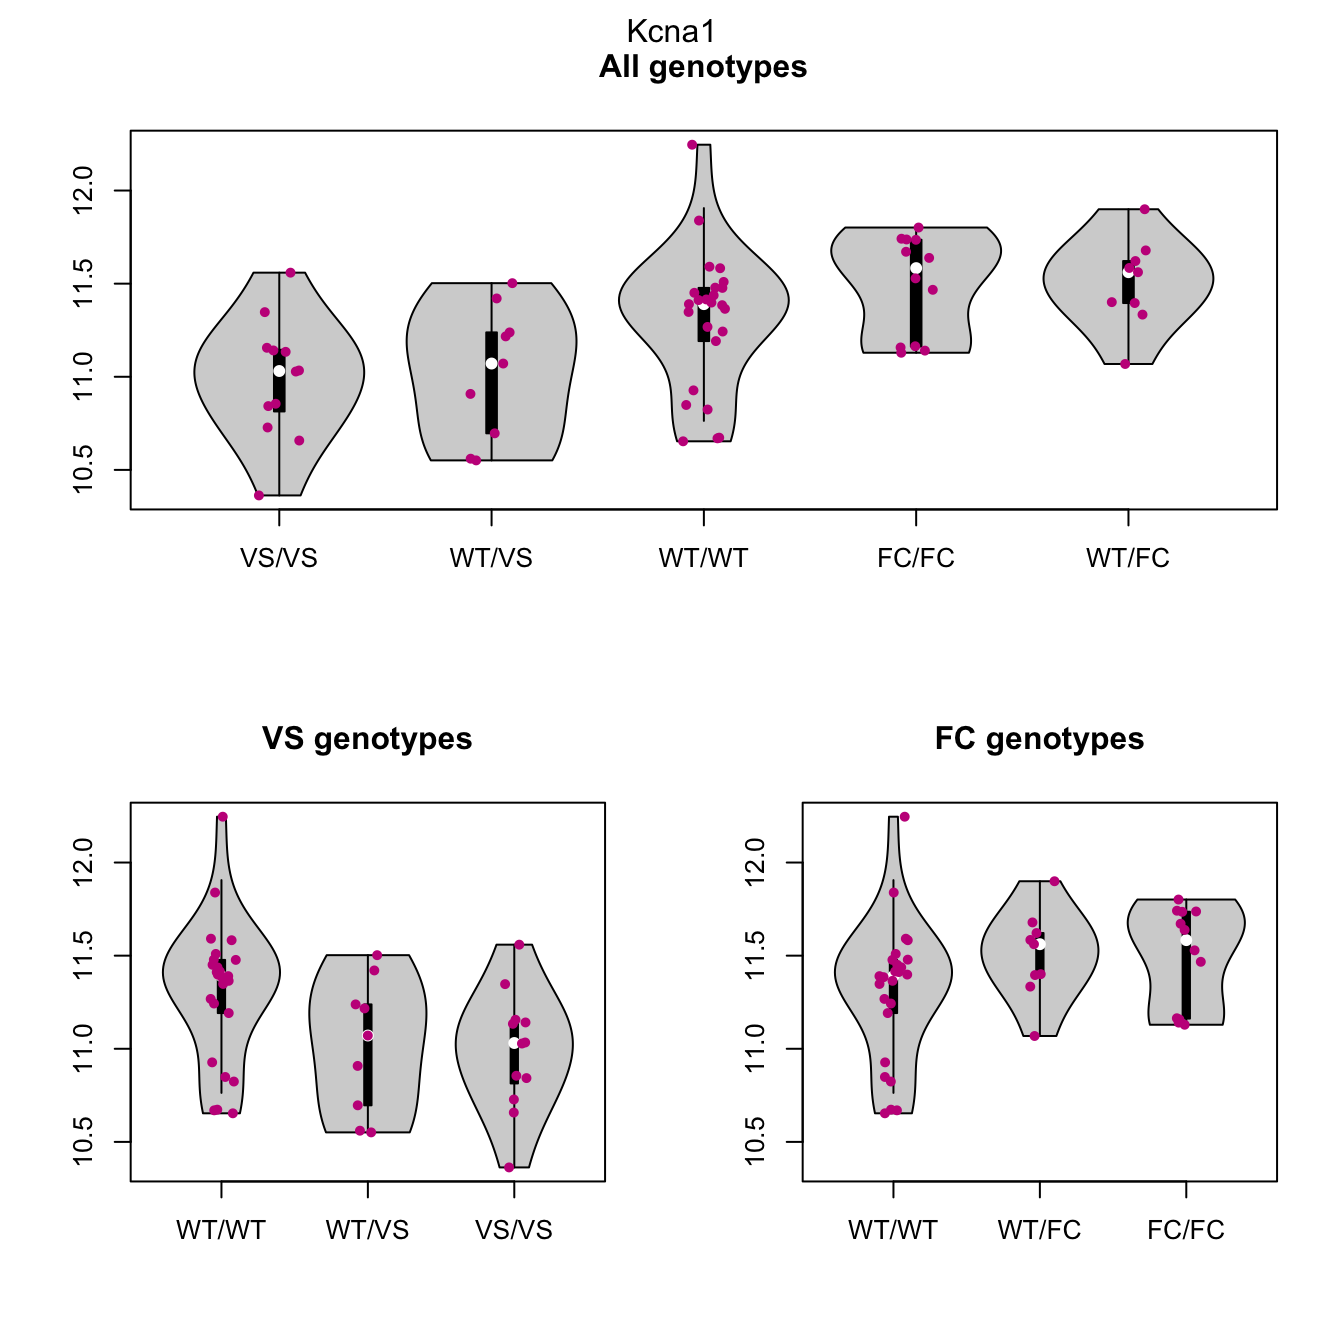 Kcna1
All genotypes
12.0
11.5
11.0
10.5
VS/VS WT/VS WT/WT FC/FC WT/FC
VS genotypes
12.0
11.5
11.0
10.5
WT/WT WT/VS VS/VS
FC genotypes
12.0
11.5
11.0
10.5
WT/WT WT/FC FC/FC